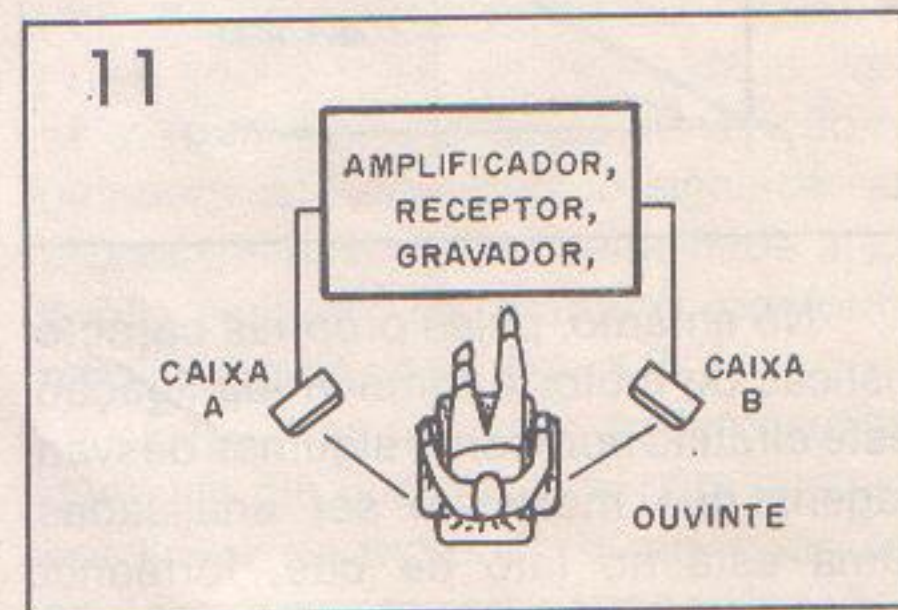 11
AMPLIFICADOR,
RECEPTOR,
GRAVADOR,
CAIXA
A
CAIXA
B
OUVINTE